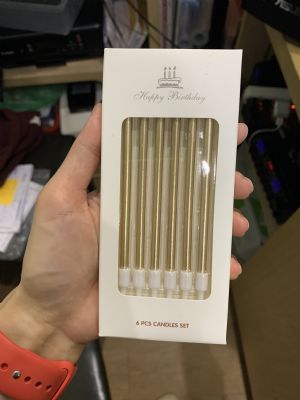 Happy Birthday
6 PCS CANDLES SET